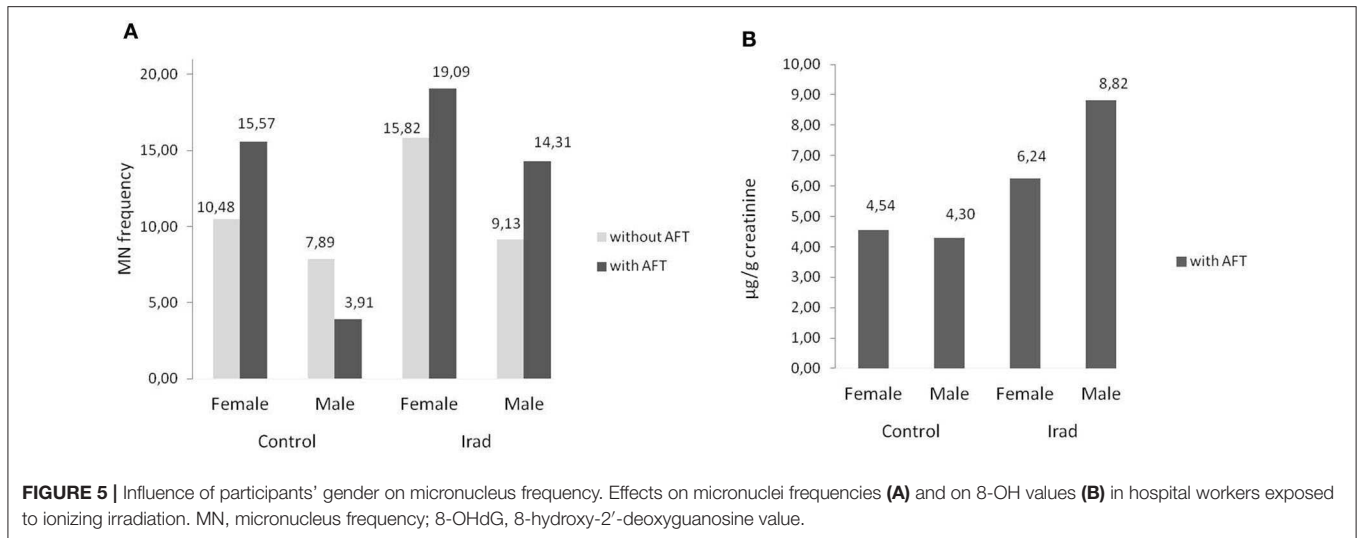 A
20,00
15,00
10,00
5,00
0,00
MN frequency
10,48
15,57
7,89
3,91
15,82
19,09
9,13
14,31
Female Male Female Male
Control Irad
without AFT
with AFT
B
10,00
9,00
8,00
7,00
6,00
5,00
4,00
3,00
2,00
1,00
0,00
µg/g creatinine
4,54
4,30
6,24
8,82
Female Male Female Male
Control Irad
with AFT
FIGURE 5 | Influence of participants’ gender on micronucleus frequency. Effects on micronuclei frequencies (A) and on 8-OH values (B) in hospital workers exposed
to ionizing irradiation. MN, micronucleus frequency; 8-OHdG, 8-hydroxy-2′-deoxyguanosine value.